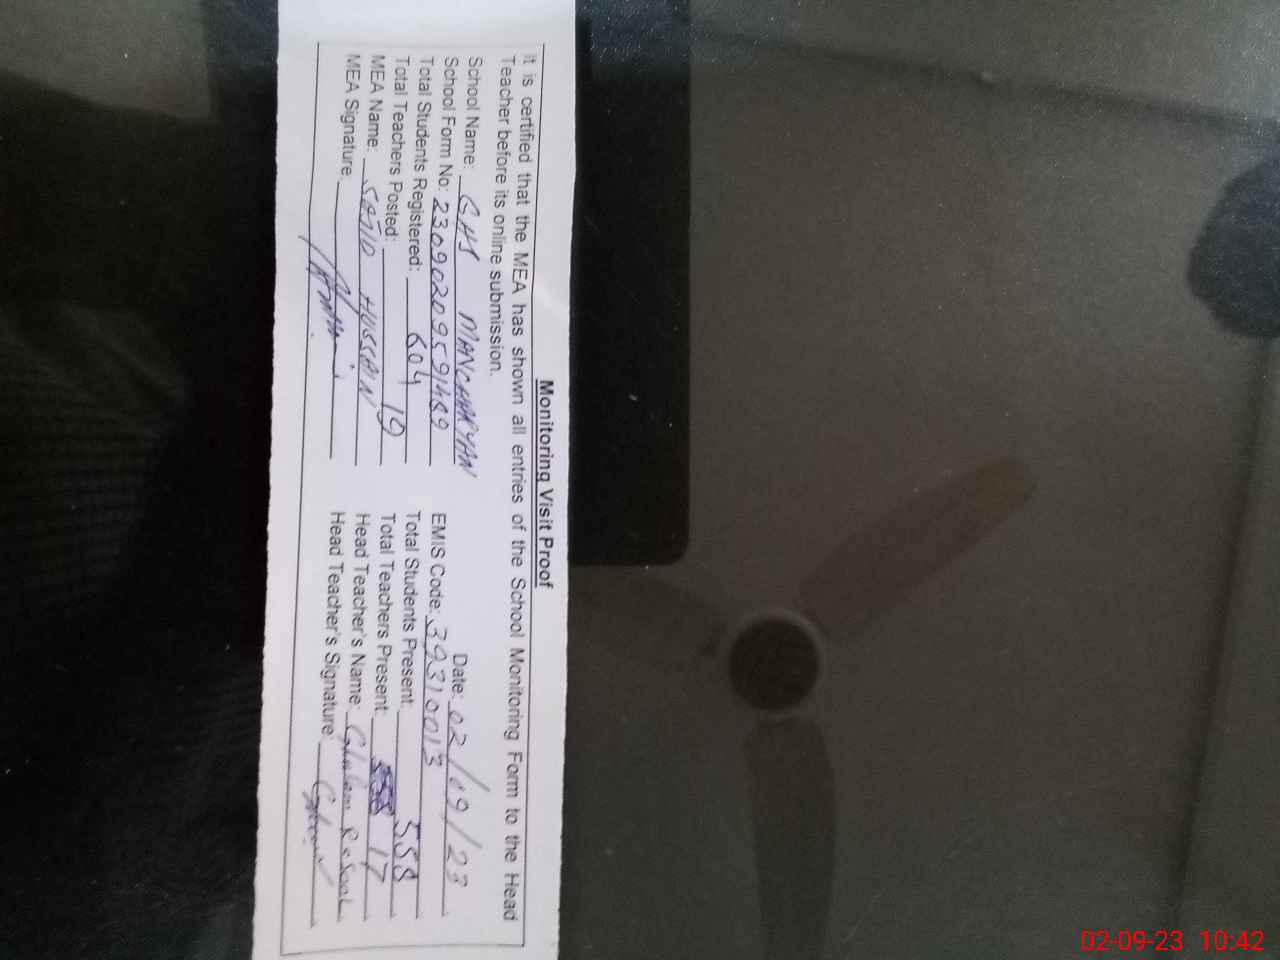 Monitoring Visit Proof
It is certified that the MEA has shown all entries of the School Monitoring Form to the Head
Teacher before its online submission.
School Name: GHS MANCHARYAN Date: 02/09/23
School Form No: 23090209591489 EMIS Code: 39310013
Total Students Registered: 604 Total Students Present: 558
Total Teachers Posted: 19 Total Teachers Present: 17
MEA Name: SAJID HUSSAIN Head Teacher's Name: Ghulam
MEA Signature: Head Teacher's Signature:
02-09-23 10:42